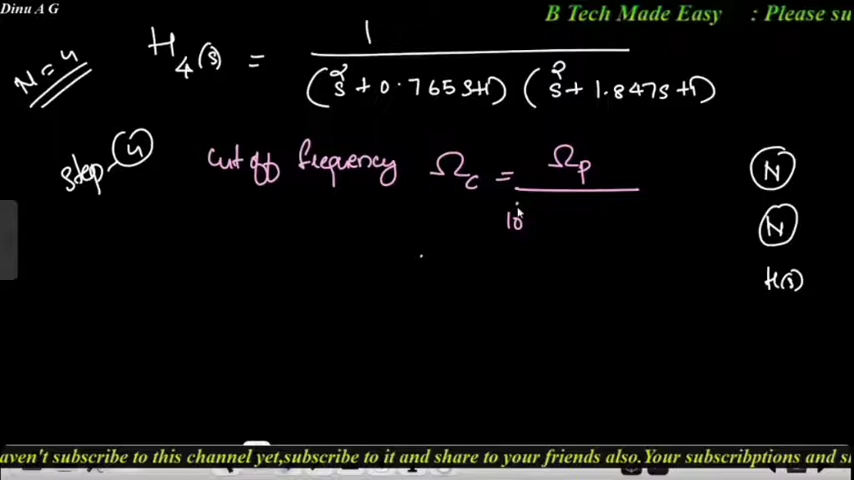 Dinu A G
B Tech Made Easy : Please su
N=4
H4(s) = 1 / (s² + 0.765s+1) (s² + 1.847s+1)
step 4
cut off frequency Ωc = Ωp / 10
N
N
H(s)
aven't subscribe to this channel yet,subscribe to it and share to your friends also.Your subscribptions and sh